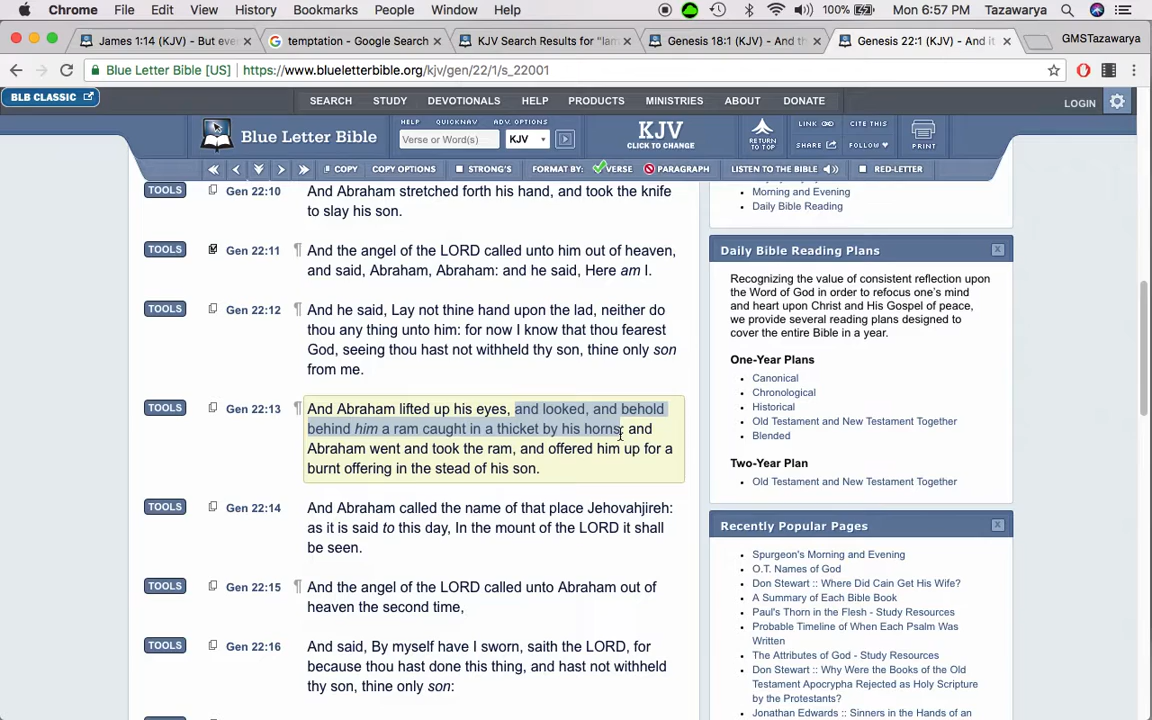 Chrome File Edit View History Bookmarks People Window Help 100% Mon 6:57 PM Tazawarya
James 1:14 (KJV) - But eve
temptation - Google Search
KJV Search Results for "lam
Genesis 18:1 (KJV) - And th
Genesis 22:1 (KJV) - And it
GMSTazawarya
Blue Letter Bible [US] https://www.blueletterbible.org/kjv/gen/22/1/s_22001
BLB CLASSIC
SEARCH STUDY DEVOTIONALS HELP PRODUCTS MINISTRIES ABOUT DONATE
LOGIN
Blue Letter Bible
HELP QUICKNAV ADV. OPTIONS
Verse or Word(s) KJV
KJV
CLICK TO CHANGE
RETURN
TO TOP
LINK CITE THIS
SHARE FOLLOW
PRINT
COPY COPY OPTIONS STRONG'S FORMAT BY: VERSE PARAGRAPH LISTEN TO THE BIBLE RED-LETTER
TOOLS Gen 22:10 And Abraham stretched forth his hand, and took the knife
to slay his son.
TOOLS Gen 22:11 ¶ And the angel of the LORD called unto him out of heaven,
and said, Abraham, Abraham: and he said, Here am I.
TOOLS Gen 22:12 ¶ And he said, Lay not thine hand upon the lad, neither do
thou any thing unto him: for now I know that thou fearest
God, seeing thou hast not withheld thy son, thine only son
from me.
TOOLS Gen 22:13 ¶ And Abraham lifted up his eyes, and looked, and behold
behind him a ram caught in a thicket by his horns: and
Abraham went and took the ram, and offered him up for a
burnt offering in the stead of his son.
TOOLS Gen 22:14 And Abraham called the name of that place Jehovahjireh:
as it is said to this day, In the mount of the LORD it shall
be seen.
TOOLS Gen 22:15 ¶ And the angel of the LORD called unto Abraham out of
heaven the second time,
TOOLS Gen 22:16 And said, By myself have I sworn, saith the LORD, for
because thou hast done this thing, and hast not withheld
thy son, thine only son:
Morning and Evening
Daily Bible Reading
Daily Bible Reading Plans
Recognizing the value of consistent reflection upon
the Word of God in order to refocus one's mind
and heart upon Christ and His Gospel of peace,
we provide several reading plans designed to
cover the entire Bible in a year.
One-Year Plans
Canonical
Chronological
Historical
Old Testament and New Testament Together
Blended
Two-Year Plan
Old Testament and New Testament Together
Recently Popular Pages
Spurgeon's Morning and Evening
O.T. Names of God
Don Stewart :: Where Did Cain Get His Wife?
A Summary of Each Bible Book
Paul's Thorn in the Flesh - Study Resources
Probable Timeline of When Each Psalm Was
Written
The Attributes of God - Study Resources
Don Stewart :: Why Were the Books of the Old
Testament Apocrypha Rejected as Holy Scripture
by the Protestants?
Jonathan Edwards :: Sinners in the Hands of an